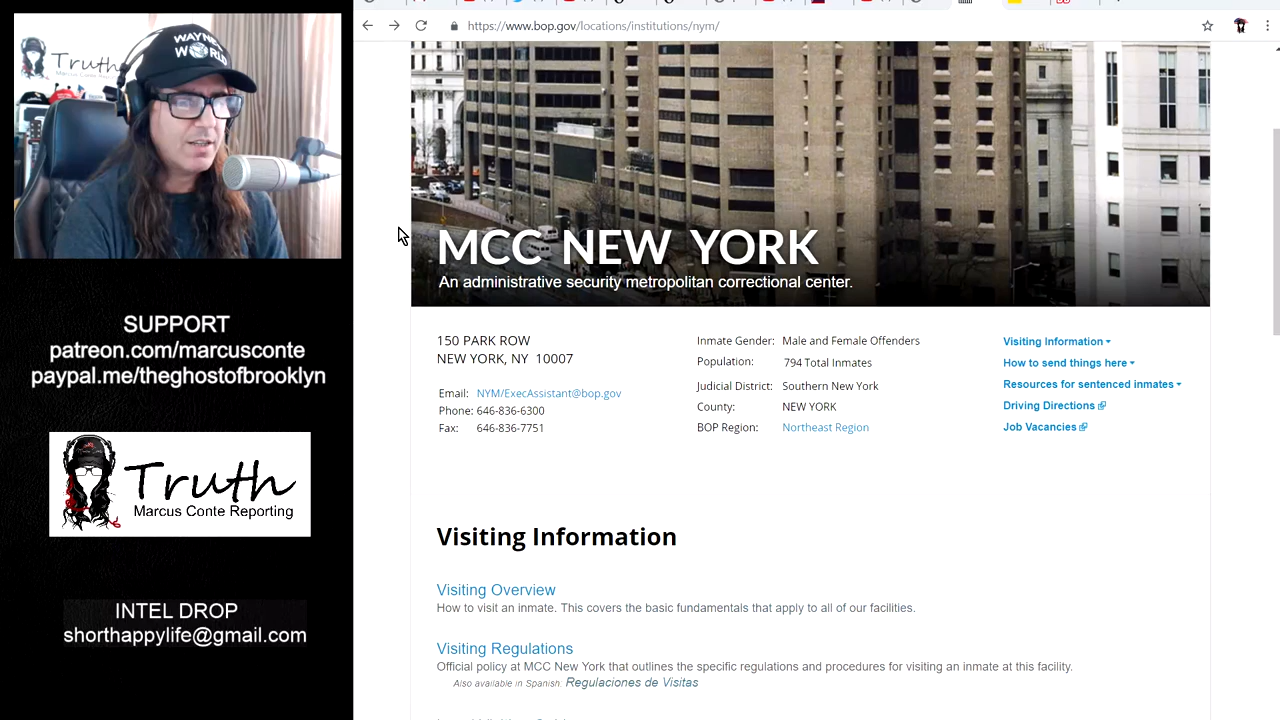 https://www.bop.gov/locations/institutions/nym/
WAYNE'S
WORLD
Truth
SUPPORT
patreon.com/marcusconte
paypal.me/theghostofbrooklyn
Truth
Marcus Conte Reporting
INTEL DROP
shorthappylife@gmail.com
MCC NEW YORK
An administrative security metropolitan correctional center.
150 PARK ROW
NEW YORK, NY 10007
Email: NYM/ExecAssistant@bop.gov
Phone: 646-836-6300
Fax: 646-836-7751
Inmate Gender: Male and Female Offenders
Population: 794 Total Inmates
Judicial District: Southern New York
County: NEW YORK
BOP Region: Northeast Region
Visiting Information
How to send things here
Resources for sentenced inmates
Driving Directions
Job Vacancies
Visiting Information
Visiting Overview
How to visit an inmate. This covers the basic fundamentals that apply to all of our facilities.
Visiting Regulations
Official policy at MCC New York that outlines the specific regulations and procedures for visiting an inmate at this facility.
Also available in Spanish: Regulaciones de Visitas